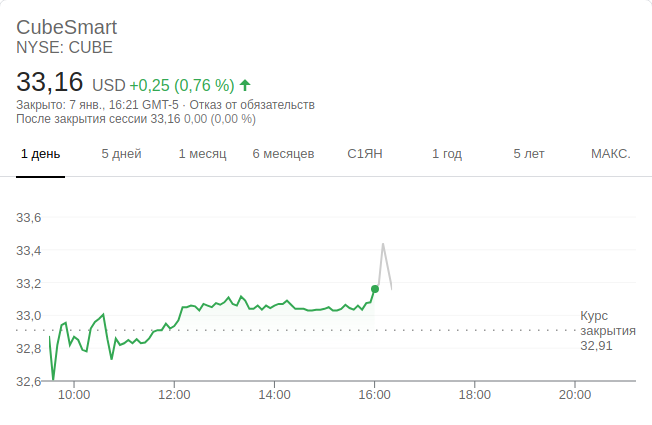 CubeSmart
NYSE: CUBE
33,16 USD +0,25 (0,76 %)
Закрыто: 7 янв., 16:21 GMT-5 · Отказ от обязательств
После закрытия сессии 33,16 0,00 (0,00 %)
1 день 5 дней 1 месяц 6 месяцев С1ЯН 1 год 5 лет МАКС.
33,6
33,4
33,2
33,0
32,8
32,6
Курс
закрытия
32,91
10:00 12:00 14:00 16:00 18:00 20:00